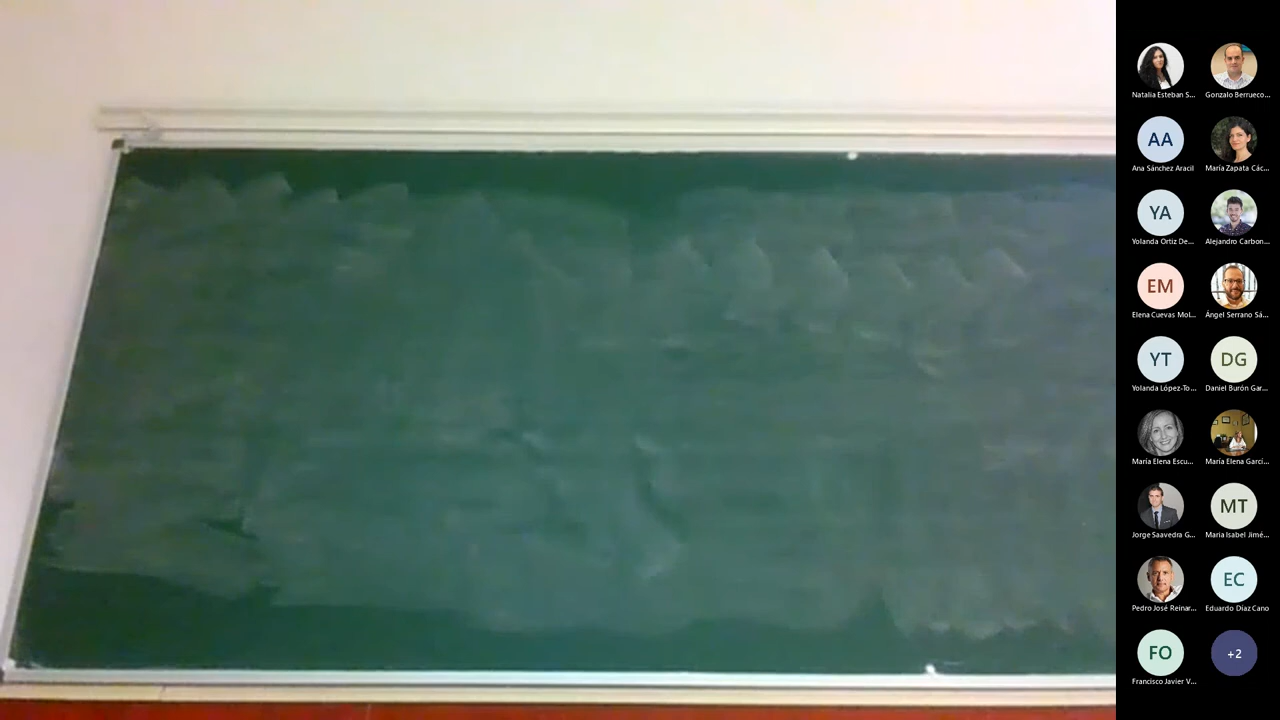 Natalia Esteban S...
Gonzalo Berrueco...
AA
Ana Sánchez Aracil
María Zapata Các...
YA
Yolanda Ortiz De...
Alejandro Carbon...
EM
Elena Cuevas Mol...
Ángel Serrano Sá...
YT
Yolanda López-To...
DG
Daniel Burón Gar...
María Elena Escu...
María Elena Garcí...
Jorge Saavedra G...
MT
Maria Isabel Jimé...
Pedro José Reinar...
EC
Eduardo Díaz Cano
FO
Francisco Javier V...
+2